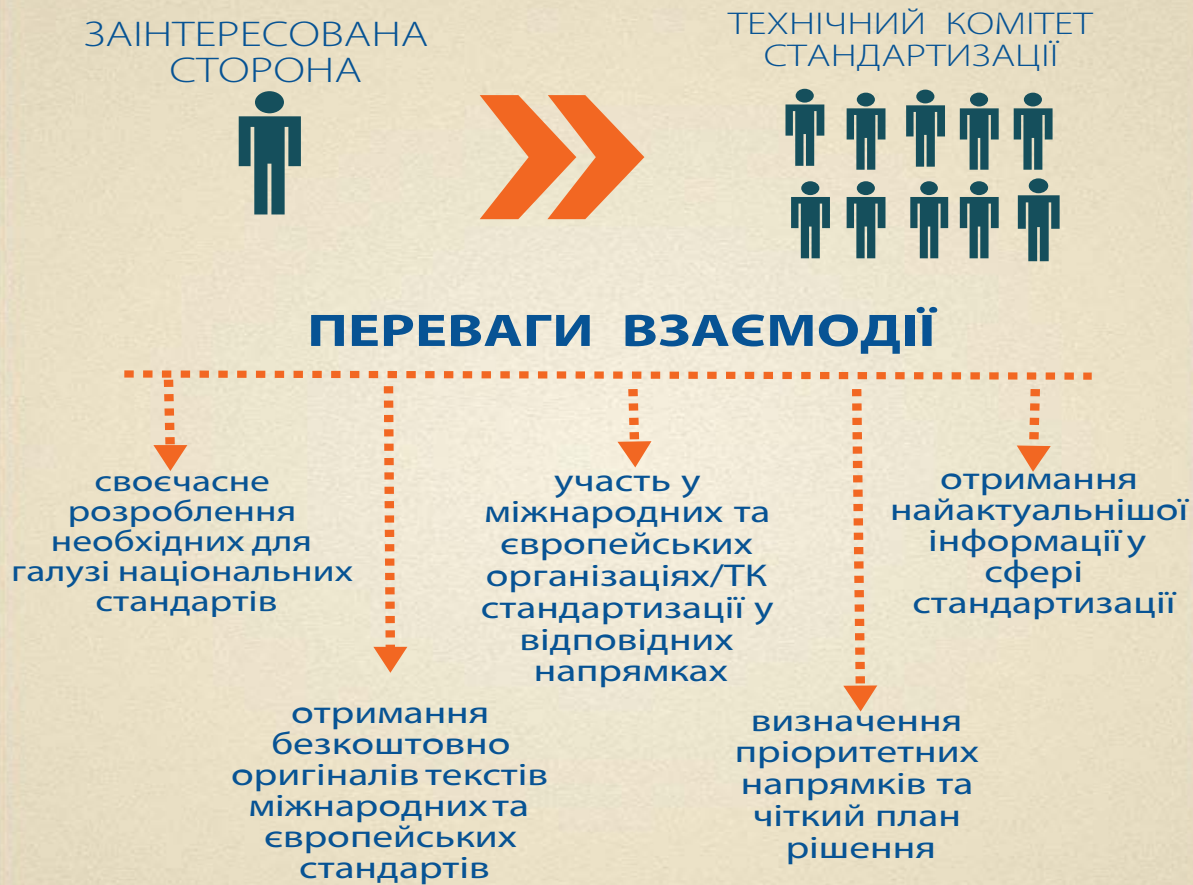 ЗАІНТЕРЕСОВАНА
СТОРОНА
ТЕХНІЧНИЙ КОМІТЕТ
СТАНДАРТИЗАЦІЇ
ПЕРЕВАГИ ВЗАЄМОДІЇ
своєчасне
розроблення
необхідних для
галузі національних
стандартів
отримання
безкоштовно
оригіналів текстів
міжнародних та
європейських
стандартів
участь у
міжнародних та
європейських
організаціях/ТК
стандартизації у
відповідних
напрямках
визначення
пріоритетних
напрямків та
чіткий план
рішення
отримання
найактуальнішої
інформації у
сфері
стандартизації